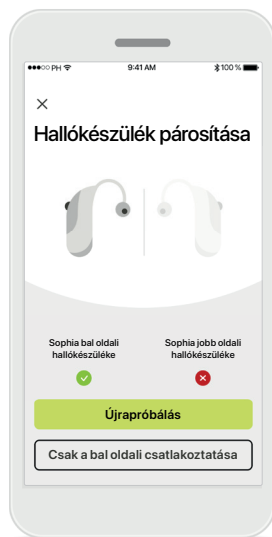 ●●●○○ PH 9:41 AM 100 %
Hallókészülék párosítása
Sophia bal oldali Sophia jobb oldali
hallókészüléke hallókészüléke
Újrapróbálás
Csak a bal oldali csatlakoztatása